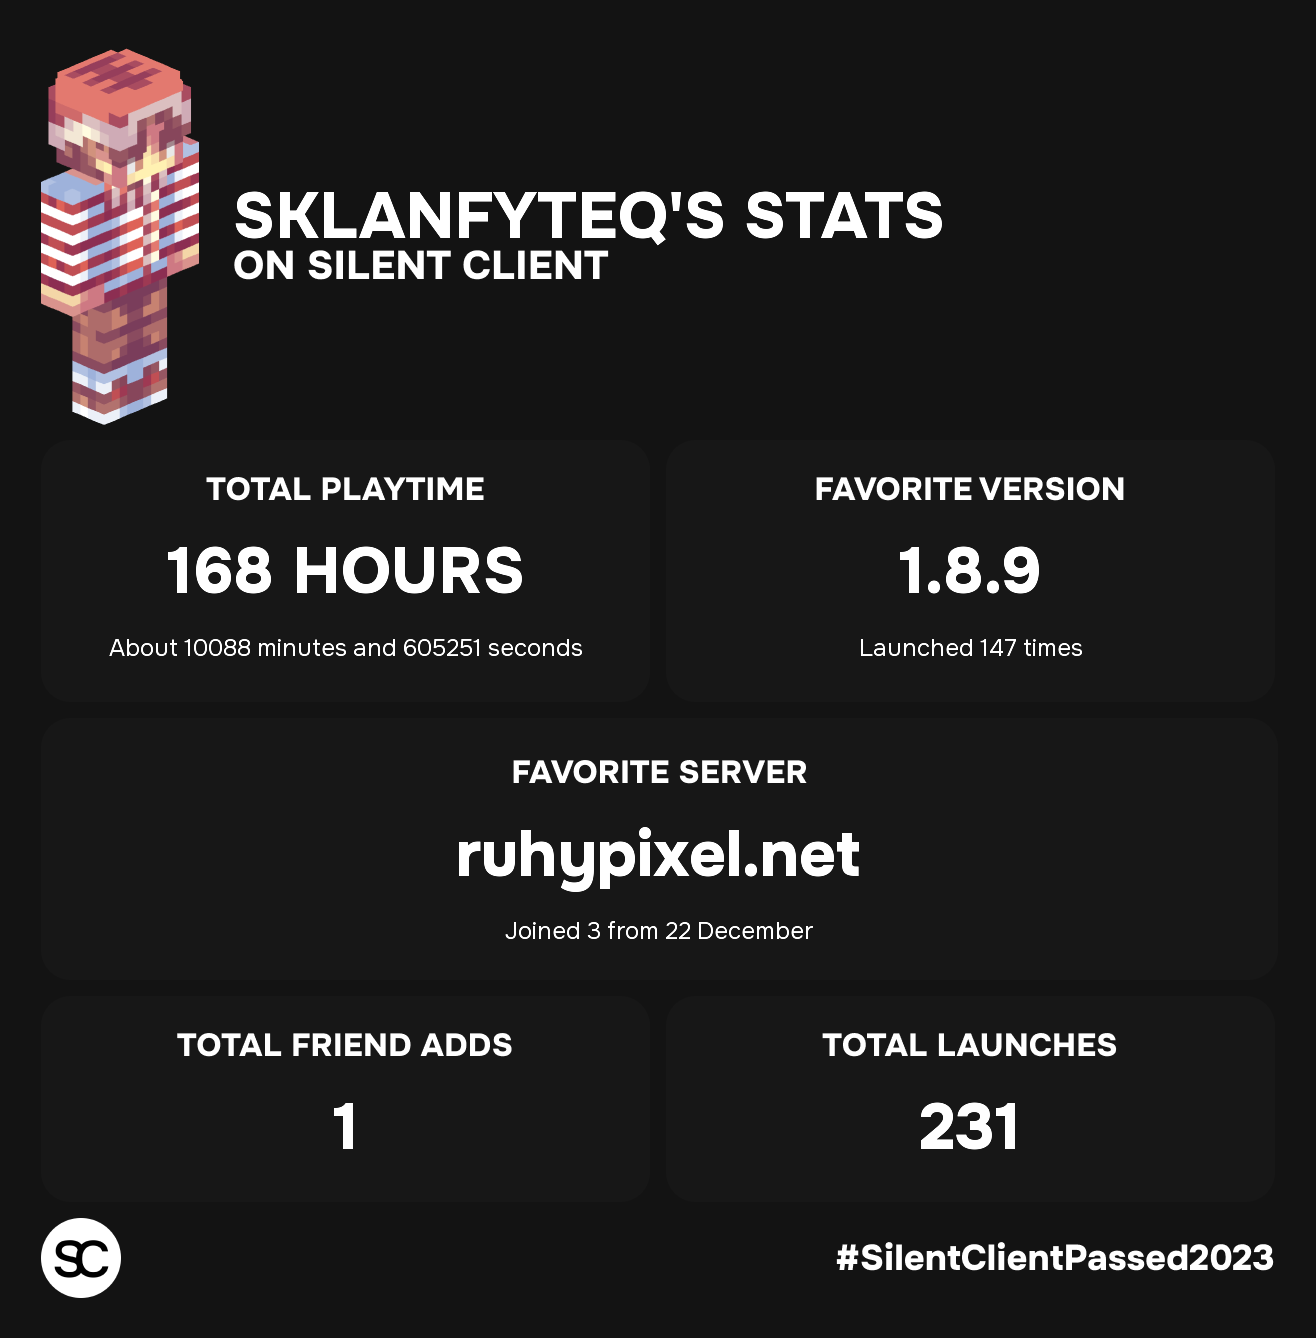 SKLANFYTEQ'S STATS
ON SILENT CLIENT
TOTAL PLAYTIME
168 HOURS
About 10088 minutes and 605251 seconds
FAVORITE VERSION
1.8.9
Launched 147 times
FAVORITE SERVER
ruhypixel.net
Joined 3 from 22 December
TOTAL FRIEND ADDS
1
TOTAL LAUNCHES
231
SC
#SilentClientPassed2023